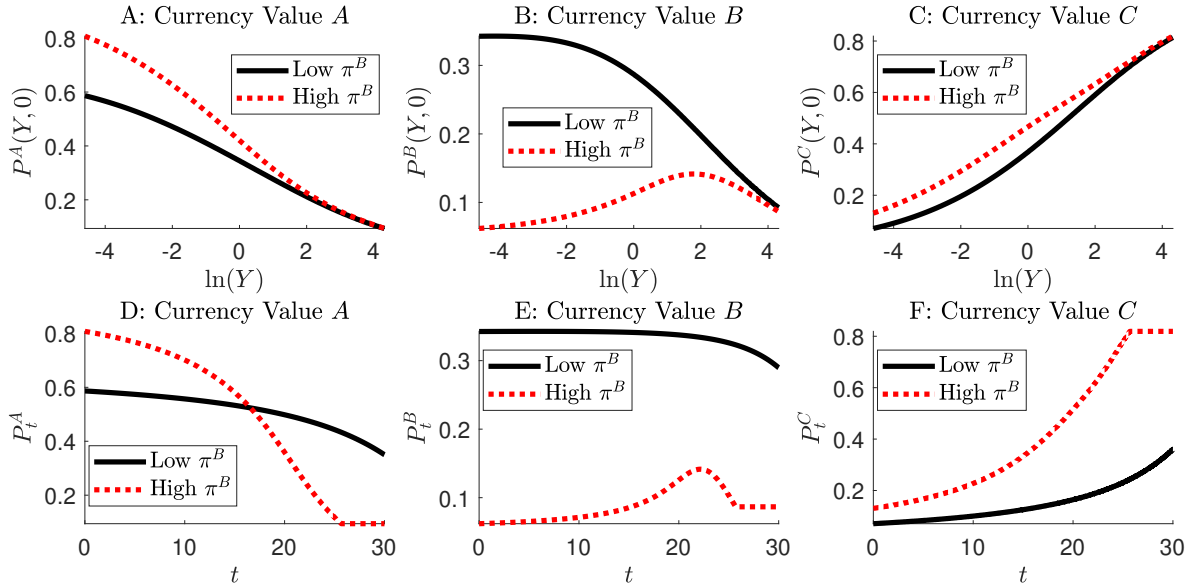 A: Currency Value A
P^A(Y, 0)
0.8
0.6
0.4
0.2
Low π^B
High π^B
-4 -2 0 2 4
ln(Y)
B: Currency Value B
P^B(Y, 0)
0.3
0.2
0.1
Low π^B
High π^B
-4 -2 0 2 4
ln(Y)
C: Currency Value C
P^C(Y, 0)
0.8
0.6
0.4
0.2
Low π^B
High π^B
-4 -2 0 2 4
ln(Y)
D: Currency Value A
P_t^A
0.8
0.6
0.4
0.2
Low π^B
High π^B
0 10 20 30
t
E: Currency Value B
P_t^B
0.3
0.2
0.1
Low π^B
High π^B
0 10 20 30
t
F: Currency Value C
P_t^C
0.8
0.6
0.4
0.2
Low π^B
High π^B
0 10 20 30
t